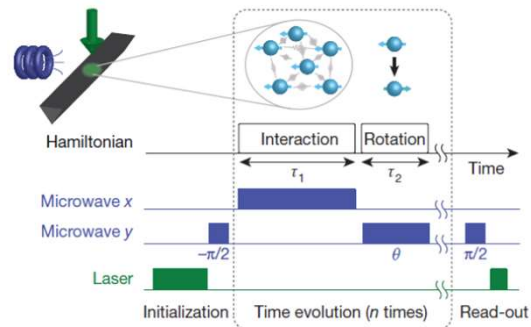 Hamiltonian
Interaction
Rotation
τ1
τ2
Time
Microwave x
Microwave y
−π/2
θ
π/2
Laser
Initialization
Time evolution (n times)
Read-out